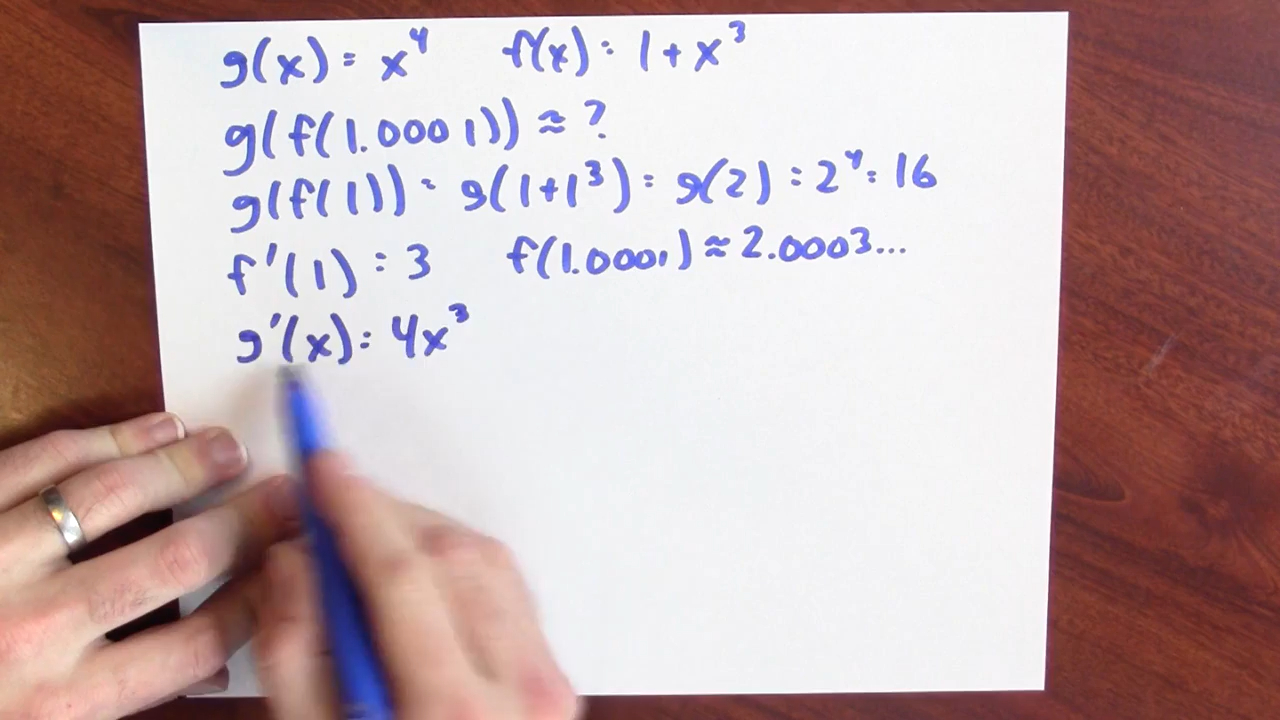 g(x) = x⁴ f(x) = 1 + x³
g(f(1.0001)) ≈ ?
g(f(1)) = g(1+1³) = g(2) = 2⁴ = 16
f'(1) = 3 f(1.0001) ≈ 2.0003...
g'(x) = 4x³